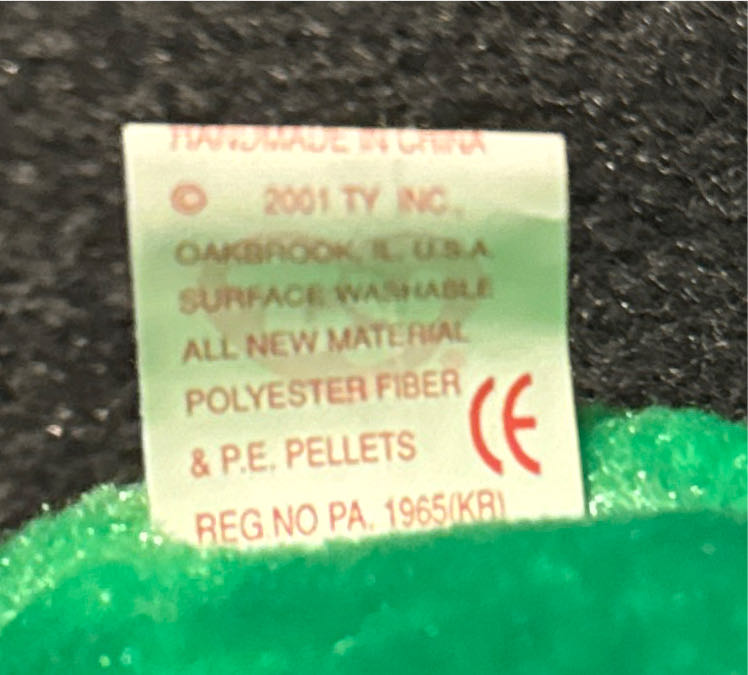 HANDMADE IN CHINA
© 2001 TY INC.,
OAKBROOK, IL, U.S.A.
SURFACE WASHABLE
ALL NEW MATERIAL
POLYESTER FIBER
& P.E. PELLETS CE
REG.NO PA. 1965(KR)